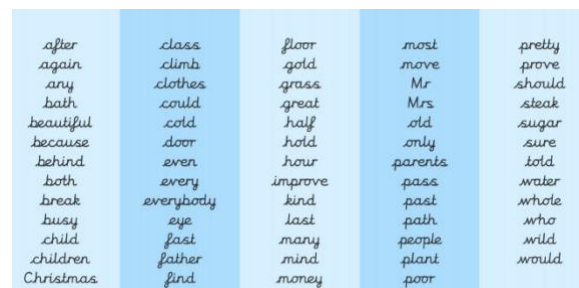 after class floor most pretty
again climb gold move prove
any clothes grass Mr should
bath could great Mrs steak
beautiful cold half old sugar
because door hold only sure
behind even hour parents told
both every improve pass water
break everybody kind past whole
busy eye last path who
child fast many people wild
children father mind plant would
Christmas find money poor